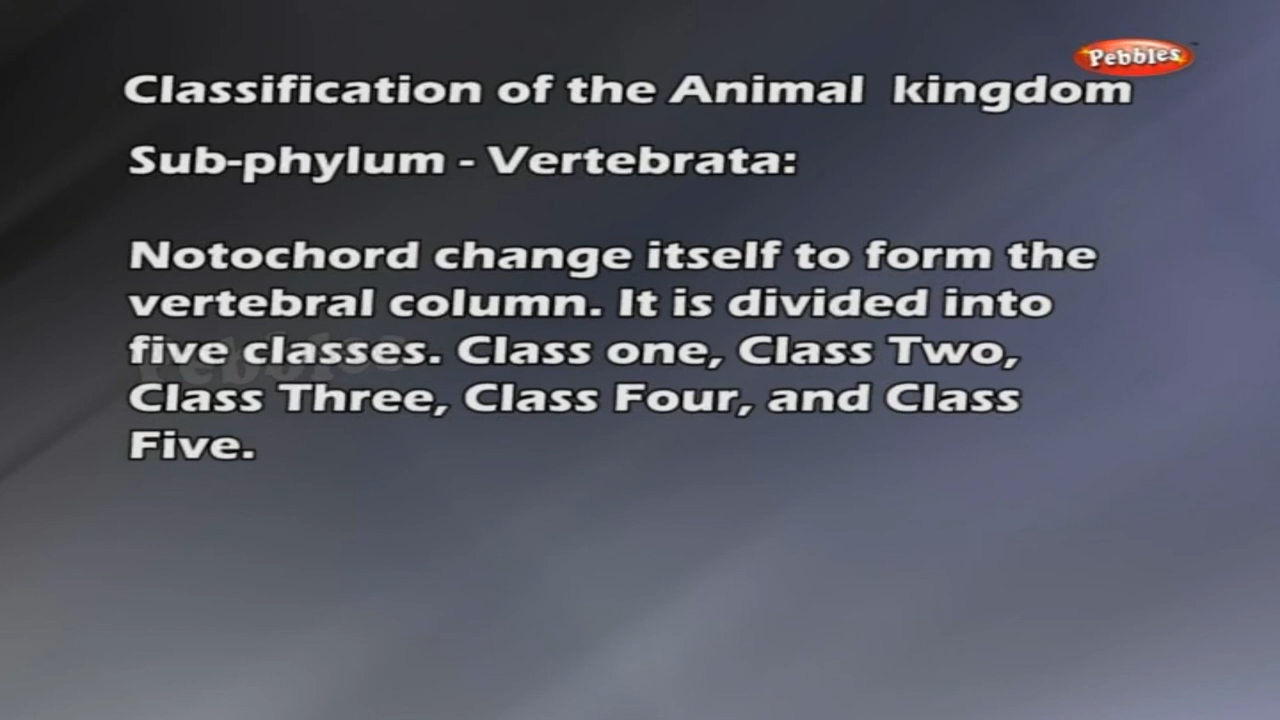 Pebbles
Classification of the Animal kingdom
Sub-phylum - Vertebrata:
Notochord change itself to form the
vertebral column. It is divided into
five classes. Class one, Class Two,
Class Three, Class Four, and Class
Five.
Pebbles